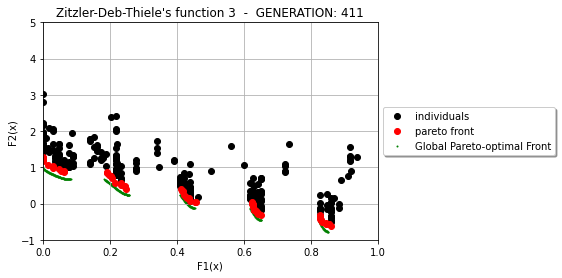 Zitzler-Deb-Thiele's function 3 - GENERATION: 411
5
4
3
2
1
0
−1
F2(x)
0.0 0.2 0.4 0.6 0.8 1.0
F1(x)
individuals
pareto front
Global Pareto-optimal Front